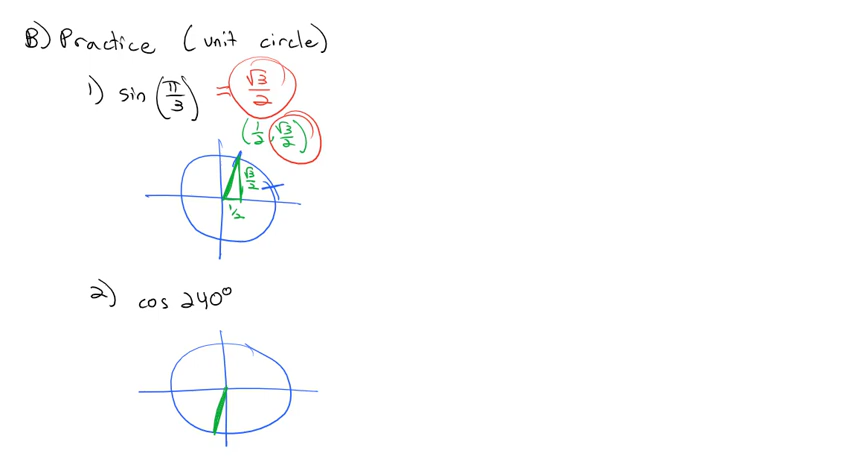 B) Practice (unit circle)
1) sin (π/3) = √3/2
(1/2, √3/2)
√3/2
1/2
2) cos 240°